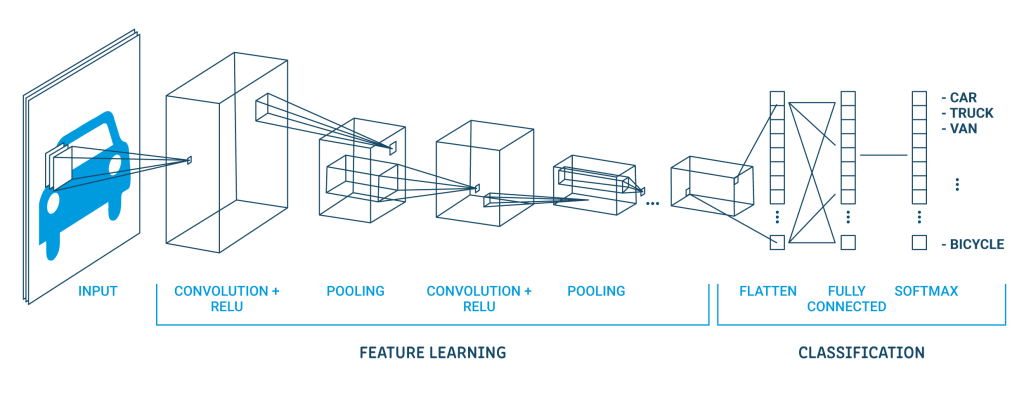 - CAR
- TRUCK
- VAN
- BICYCLE
INPUT
CONVOLUTION +
RELU
POOLING
CONVOLUTION +
RELU
POOLING
FLATTEN
FULLY
CONNECTED
SOFTMAX
FEATURE LEARNING
CLASSIFICATION